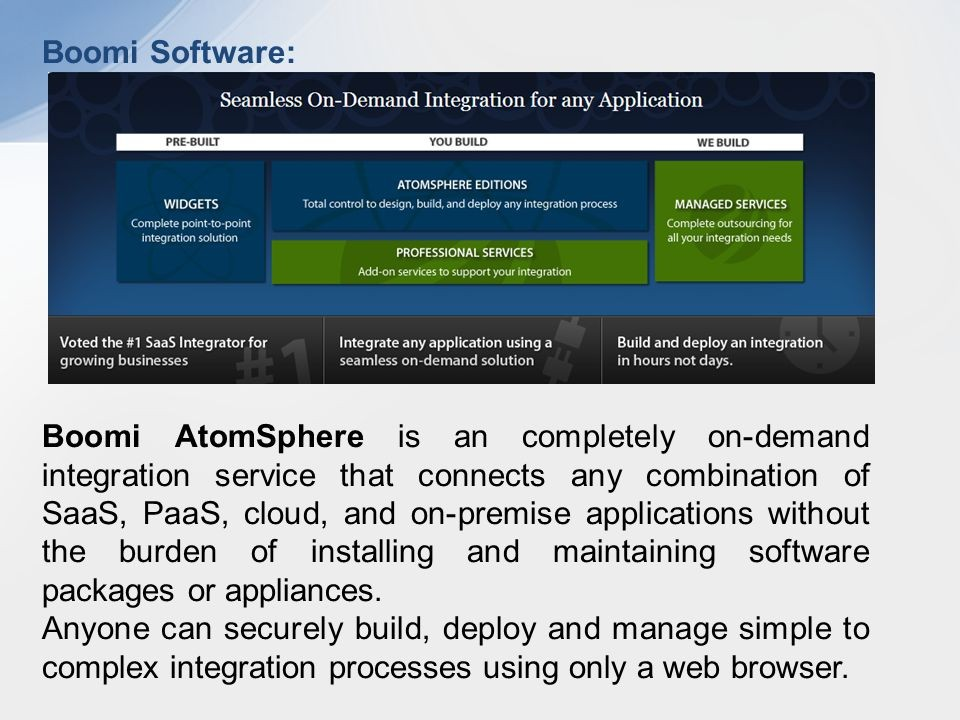 Boomi Software:
Seamless On-Demand Integration for any Application
PRE-BUILT YOU BUILD WE BUILD
WIDGETS
Complete point-to-point
integration solution
ATOMSPHERE EDITIONS
Total control to design, build, and deploy any integration process
PROFESSIONAL SERVICES
Add-on services to support your integration
MANAGED SERVICES
Complete outsourcing for
all your integration needs
Voted the #1 SaaS Integrator for
growing businesses
#1
Integrate any application using a
seamless on-demand solution
Build and deploy an integration
in hours not days.
Boomi AtomSphere is an completely on-demand
integration service that connects any combination of
SaaS, PaaS, cloud, and on-premise applications without
the burden of installing and maintaining software
packages or appliances.
Anyone can securely build, deploy and manage simple to
complex integration processes using only a web browser.